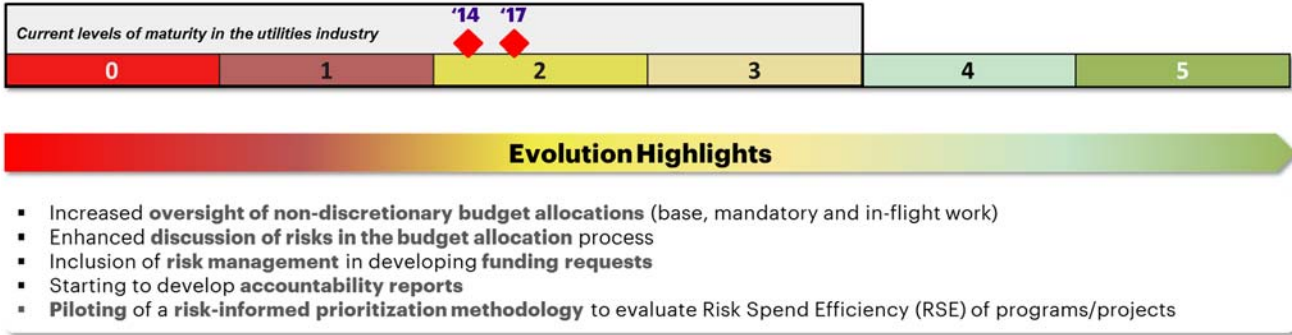 ‘14 ‘17
Current levels of maturity in the utilities industry
0 1 2 3 4 5
Evolution Highlights
▪ Increased oversight of non-discretionary budget allocations (base, mandatory and in-flight work)
▪ Enhanced discussion of risks in the budget allocation process
▪ Inclusion of risk management in developing funding requests
▪ Starting to develop accountability reports
▪ Piloting of a risk-informed prioritization methodology to evaluate Risk Spend Efficiency (RSE) of programs/projects